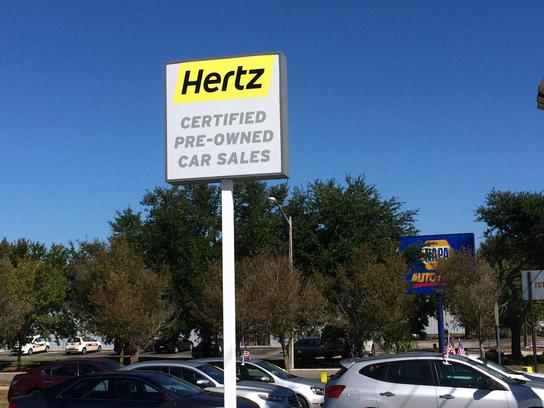 Hertz
CERTIFIED
PRE-OWNED
CAR SALES
NAPA
AUTO